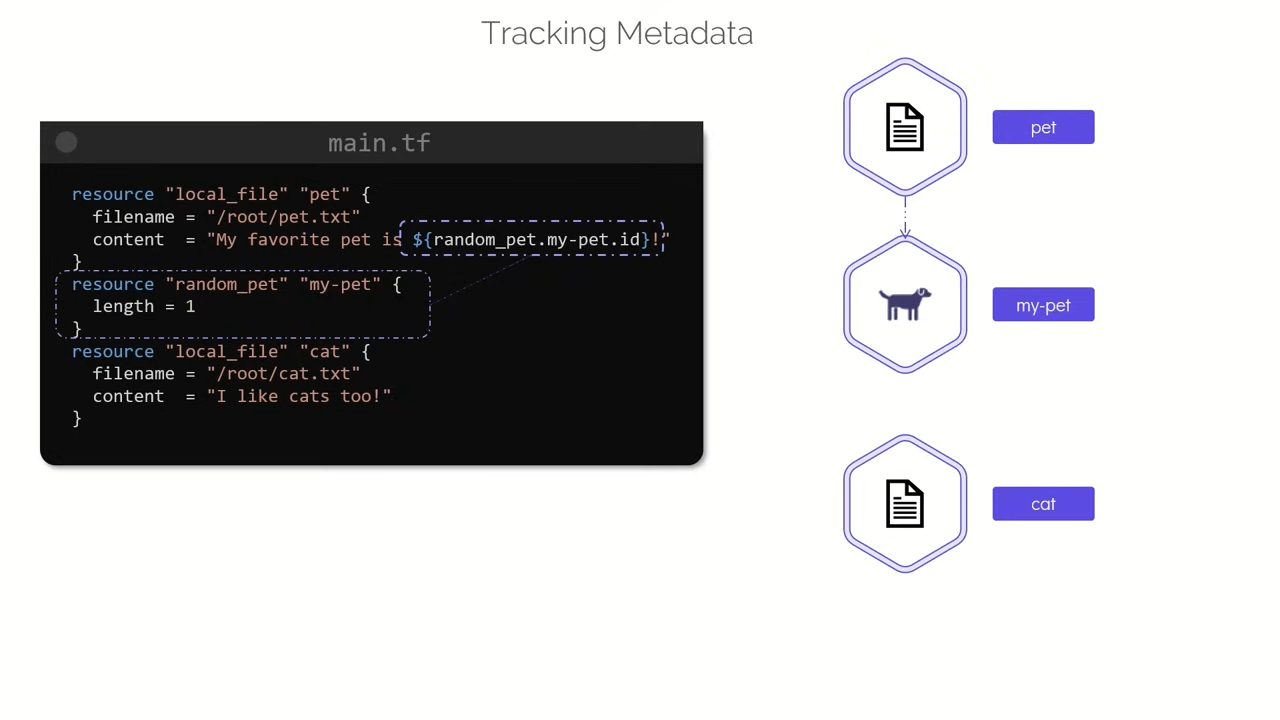 Tracking Metadata
main.tf
resource "local_file" "pet" {
  filename = "/root/pet.txt"
  content  = "My favorite pet is ${random_pet.my-pet.id}!"
}
resource "random_pet" "my-pet" {
  length = 1
}
resource "local_file" "cat" {
  filename = "/root/cat.txt"
  content  = "I like cats too!"
}
pet
my-pet
cat